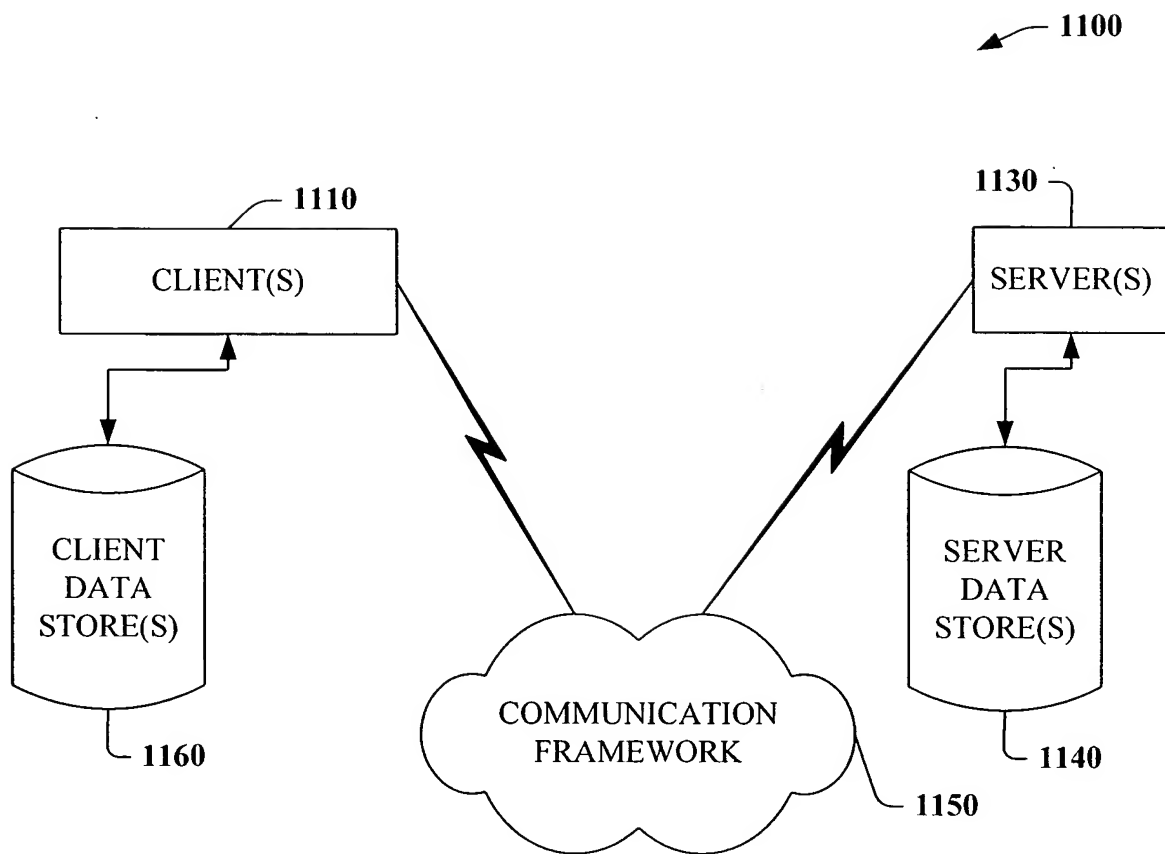 1100
1110
1130
CLIENT(S)
SERVER(S)
CLIENT
DATA
STORE(S)
SERVER
DATA
STORE(S)
COMMUNICATION
FRAMEWORK
1160
1140
1150